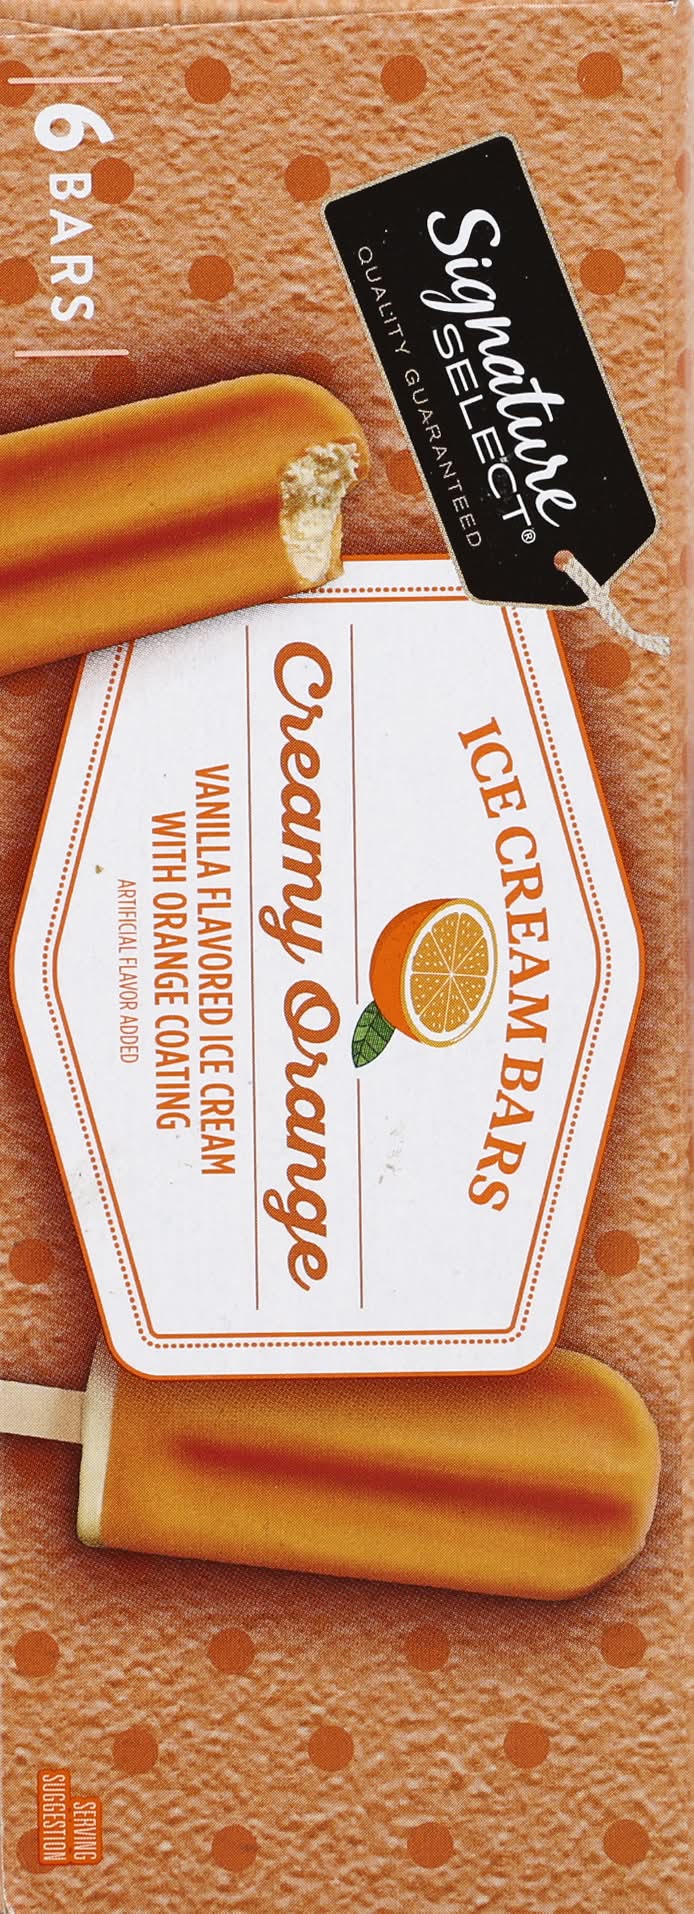 Signature
SELECT®
QUALITY GUARANTEED
6 BARS
ICE CREAM BARS
Creamy Orange
VANILLA FLAVORED ICE CREAM
WITH ORANGE COATING
ARTIFICIAL FLAVOR ADDED
SERVING
SUGGESTION